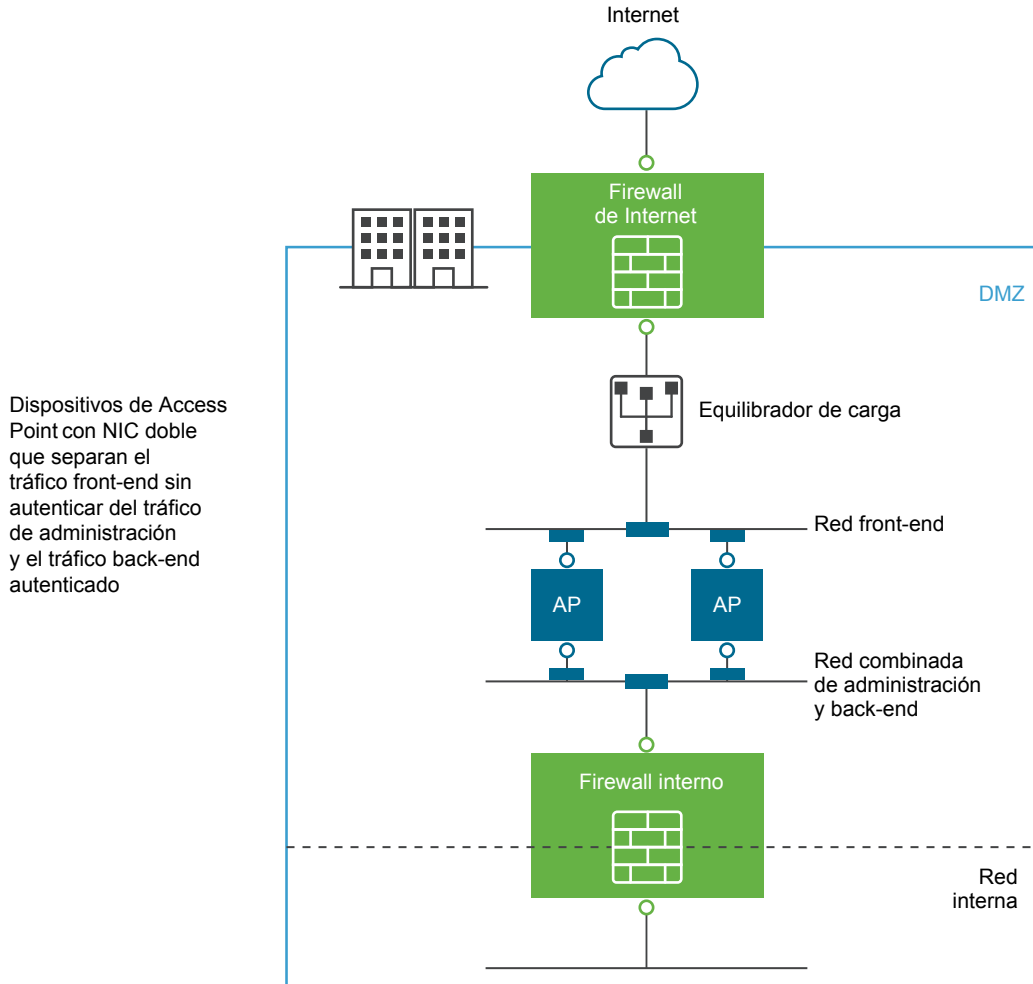 Internet
Firewall
de Internet
DMZ
Equilibrador de carga
Dispositivos de Access
Point con NIC doble
que separan el
tráfico front-end sin
autenticar del tráfico
de administración
y el tráfico back-end
autenticado
Red front-end
AP
AP
Red combinada
de administración
y back-end
Firewall interno
Red
interna